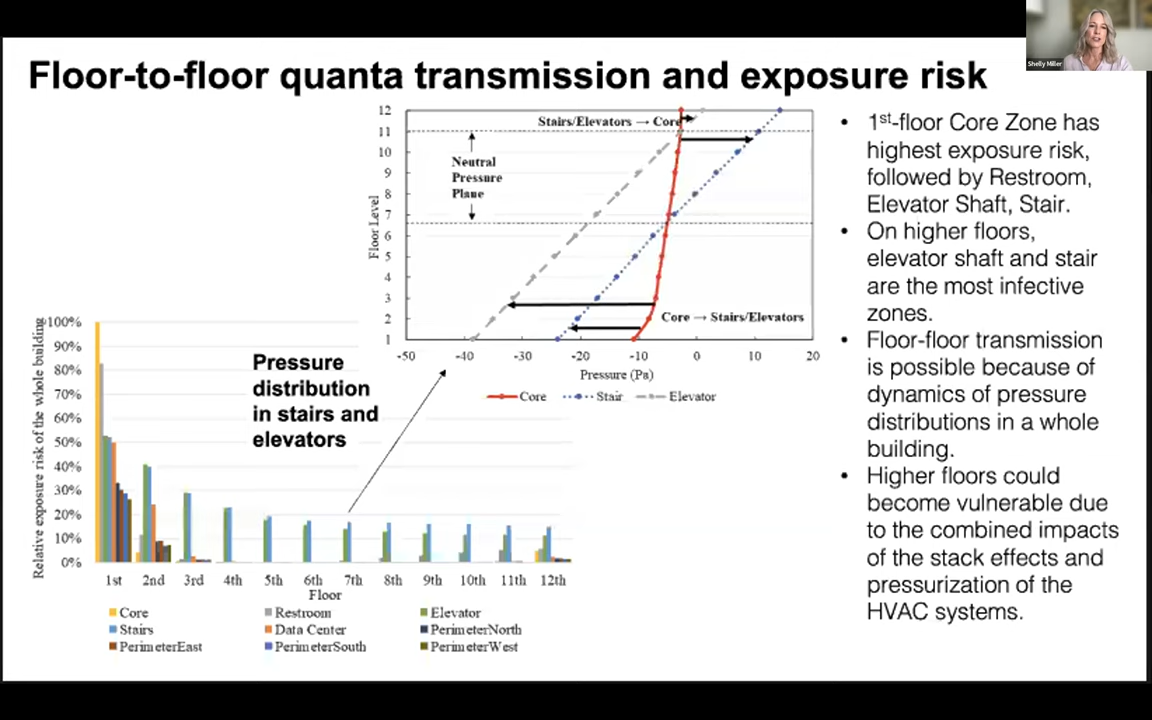 Shelly Miller
Floor-to-floor quanta transmission and exposure risk
12
11
10
9
8
7
6
5
4
3
2
1
Floor Level
Stairs/Elevators → Core
Neutral
Pressure
Plane
Core → Stairs/Elevators
-50 -40 -30 -20 -10 0 10 20
Pressure (Pa)
Core Stair Elevator
Pressure
distribution
in stairs and
elevators
Relative exposure risk of the whole building
100%
90%
80%
70%
60%
50%
40%
30%
20%
10%
0%
1st 2nd 3rd 4th 5th 6th 7th 8th 9th 10th 11th 12th
Floor
Core Restroom Elevator
Stairs Data Center PerimeterNorth
PerimeterEast PerimeterSouth PerimeterWest
• 1st-floor Core Zone has
highest exposure risk,
followed by Restroom,
Elevator Shaft, Stair.
• On higher floors,
elevator shaft and stair
are the most infective
zones.
• Floor-floor transmission
is possible because of
dynamics of pressure
distributions in a whole
building.
• Higher floors could
become vulnerable due
to the combined impacts
of the stack effects and
pressurization of the
HVAC systems.